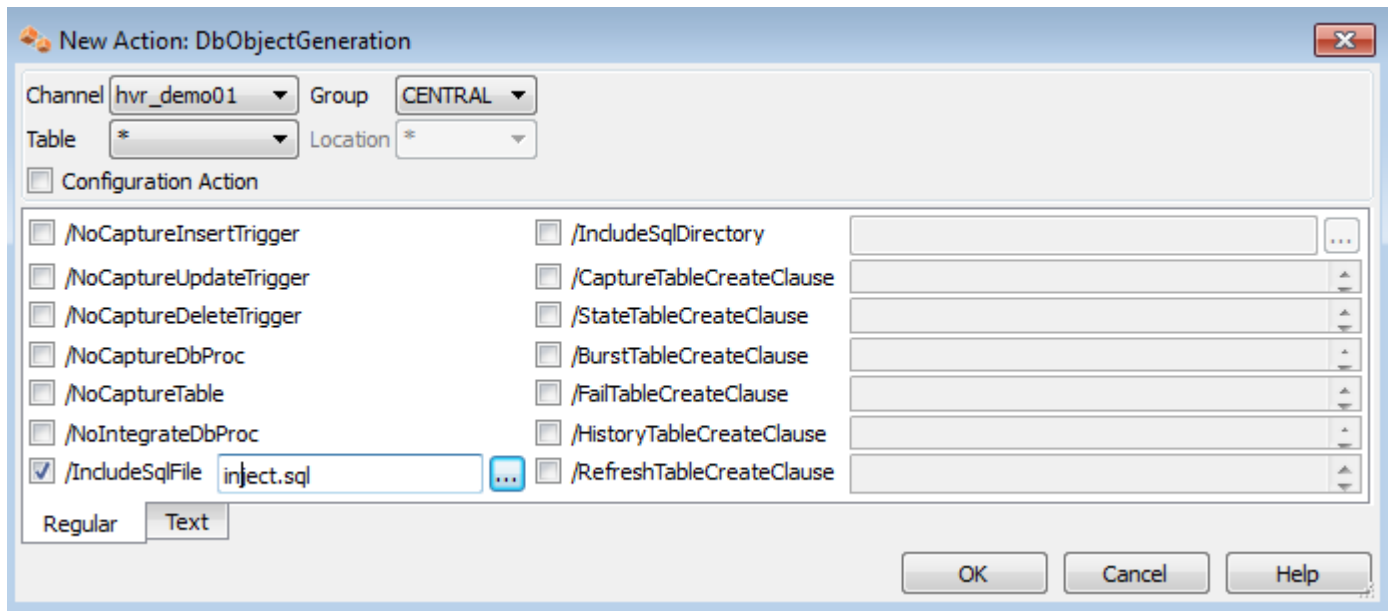 New Action: DbObjectGeneration
Channel hvr_demo01 Group CENTRAL
Table * Location *
Configuration Action
/NoCaptureInsertTrigger /IncludeSqlDirectory ...
/NoCaptureUpdateTrigger /CaptureTableCreateClause
/NoCaptureDeleteTrigger /StateTableCreateClause
/NoCaptureDbProc /BurstTableCreateClause
/NoCaptureTable /FailTableCreateClause
/NoIntegrateDbProc /HistoryTableCreateClause
/IncludeSqlFile inject.sql ... /RefreshTableCreateClause
Regular Text
OK Cancel Help